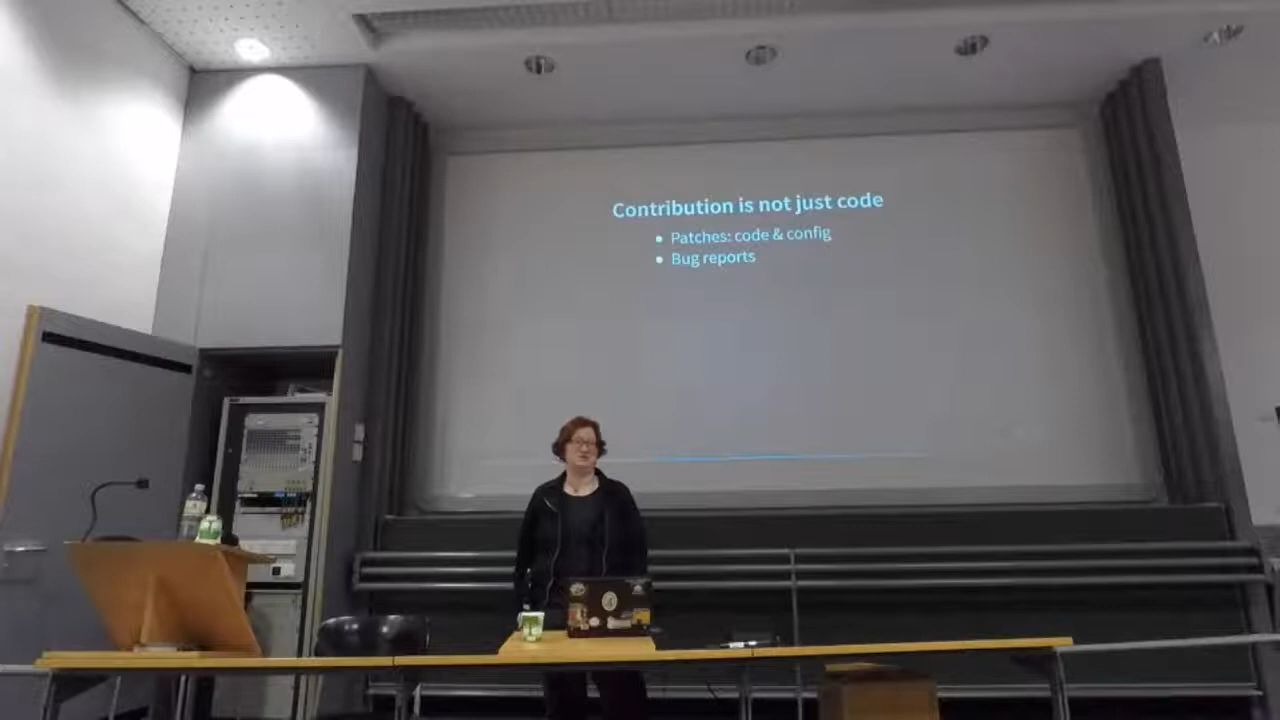 Contribution is not just code
Patches: code & config
Bug reports